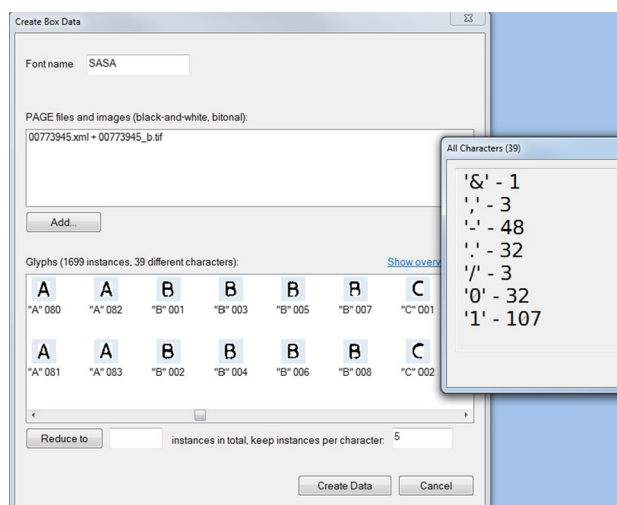 Create Box Data
Font name SASA
PAGE files and images (black-and-white, bitonal):
00773945.xml + 00773945_b.tif
Add...
Glyphs (1699 instances, 39 different characters):
Show overv
A A B B B B C
"A" 080 "A" 082 "B" 001 "B" 003 "B" 005 "B" 007 "C" 001
A A B B B B C
"A" 081 "A" 083 "B" 002 "B" 004 "B" 006 "B" 008 "C" 002
Reduce to instances in total, keep instances per character: 5
Create Data Cancel
All Characters (39)
'&' - 1
',' - 3
'-' - 48
'.' - 32
'/' - 3
'0' - 32
'1' - 107